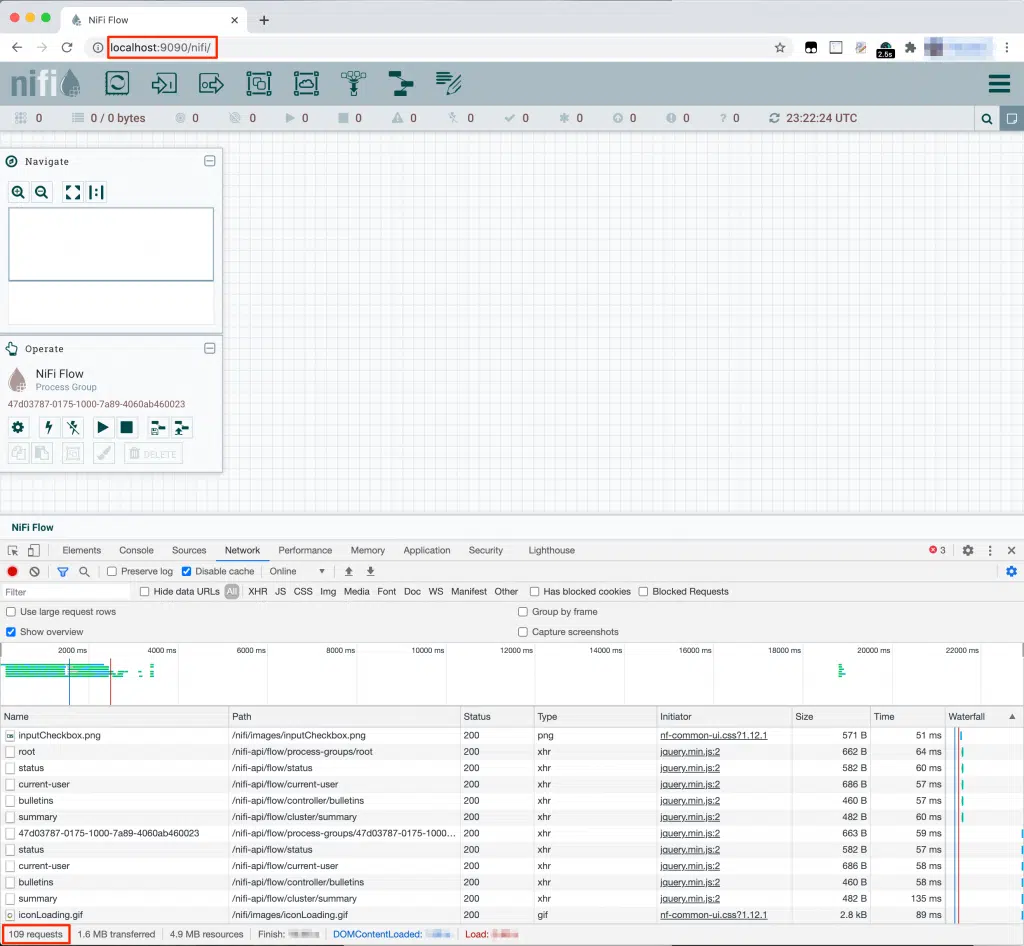 NiFi Flow
localhost:9090/nifi/
2.5s
nifi
0 0 / 0 bytes 0 0 0 0 0 0 0 0 0 0 ? 0 23:22:24 UTC
Navigate
Operate
NiFi Flow
Process Group
47d03787-0175-1000-7a89-4060ab460023
DELETE
NiFi Flow
Elements Console Sources Network Performance Memory Application Security Lighthouse 3
Preserve log Disable cache Online
Filter Hide data URLs All XHR JS CSS Img Media Font Doc WS Manifest Other Has blocked cookies Blocked Requests
Use large request rows Group by frame
Show overview Capture screenshots
2000 ms 4000 ms 6000 ms 8000 ms 10000 ms 12000 ms 14000 ms 16000 ms 18000 ms 20000 ms 22000 ms
Name Path Status Type Initiator Size Time Waterfall
inputCheckbox.png /nifi/images/inputCheckbox.png 200 png nf-common-ui.css?1.12.1 571 B 51 ms
root /nifi-api/flow/process-groups/root 200 xhr jquery.min.js:2 662 B 64 ms
status /nifi-api/flow/status 200 xhr jquery.min.js:2 582 B 60 ms
current-user /nifi-api/flow/current-user 200 xhr jquery.min.js:2 686 B 57 ms
bulletins /nifi-api/flow/controller/bulletins 200 xhr jquery.min.js:2 460 B 57 ms
summary /nifi-api/flow/cluster/summary 200 xhr jquery.min.js:2 482 B 60 ms
47d03787-0175-1000-7a89-4060ab460023 /nifi-api/flow/process-groups/47d03787-0175-1000... 200 xhr jquery.min.js:2 663 B 59 ms
status /nifi-api/flow/status 200 xhr jquery.min.js:2 582 B 57 ms
current-user /nifi-api/flow/current-user 200 xhr jquery.min.js:2 686 B 58 ms
bulletins /nifi-api/flow/controller/bulletins 200 xhr jquery.min.js:2 460 B 58 ms
summary /nifi-api/flow/cluster/summary 200 xhr jquery.min.js:2 482 B 135 ms
iconLoading.gif /nifi/images/iconLoading.gif 200 gif nf-common-ui.css?1.12.1 2.8 kB 89 ms
109 requests 1.6 MB transferred 4.9 MB resources Finish: DOMContentLoaded: Load: